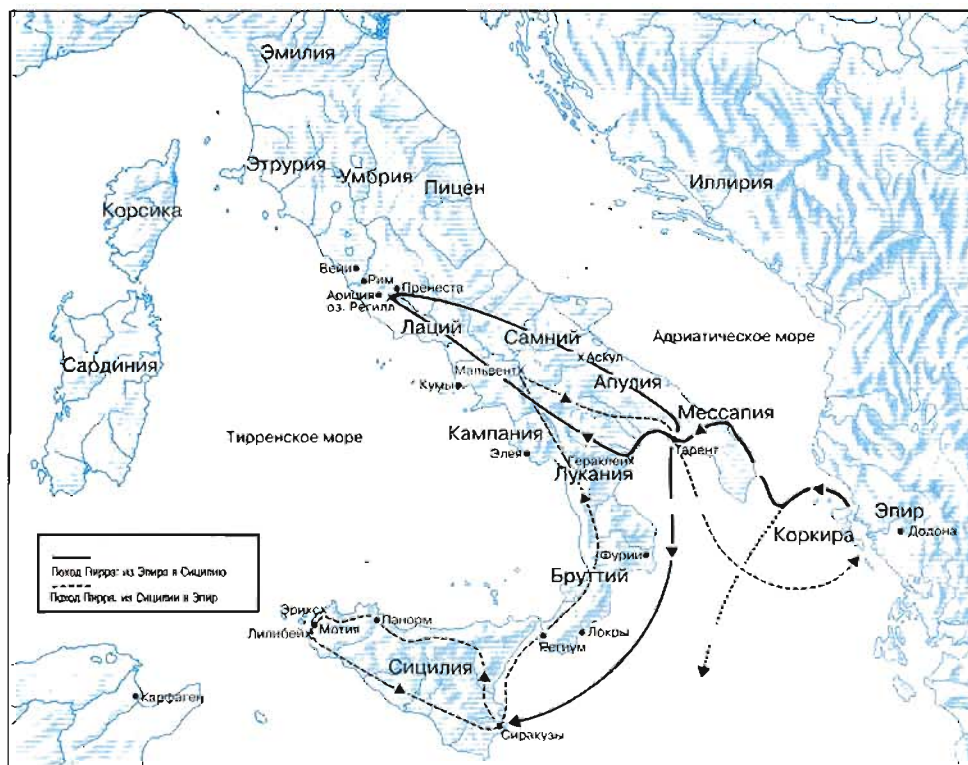 Эмилия
Этрурия
Умбрия
Пицен
Иллирия
Корсика
Вейи
Рим
Пренеста
Ариция
оз. Регилл
Лаций
Самний
Адриатическое море
Сардиния
Аскул
Мальвент
Апулия
Кумы
Мессапия
Тирренское море
Кампания
Тарент
Элея
Гераклей
Лукания
Эпир
Коркира
Додона
Фурии
Бруттий
Поход Пирра: из Эпира в Сицилию
Поход Пирра. из Сицилии в Эпир
Эрикс
Панорм
Лилибей
Мотия
Локры
Региум
Сицилия
Карфаген
Сиракузы